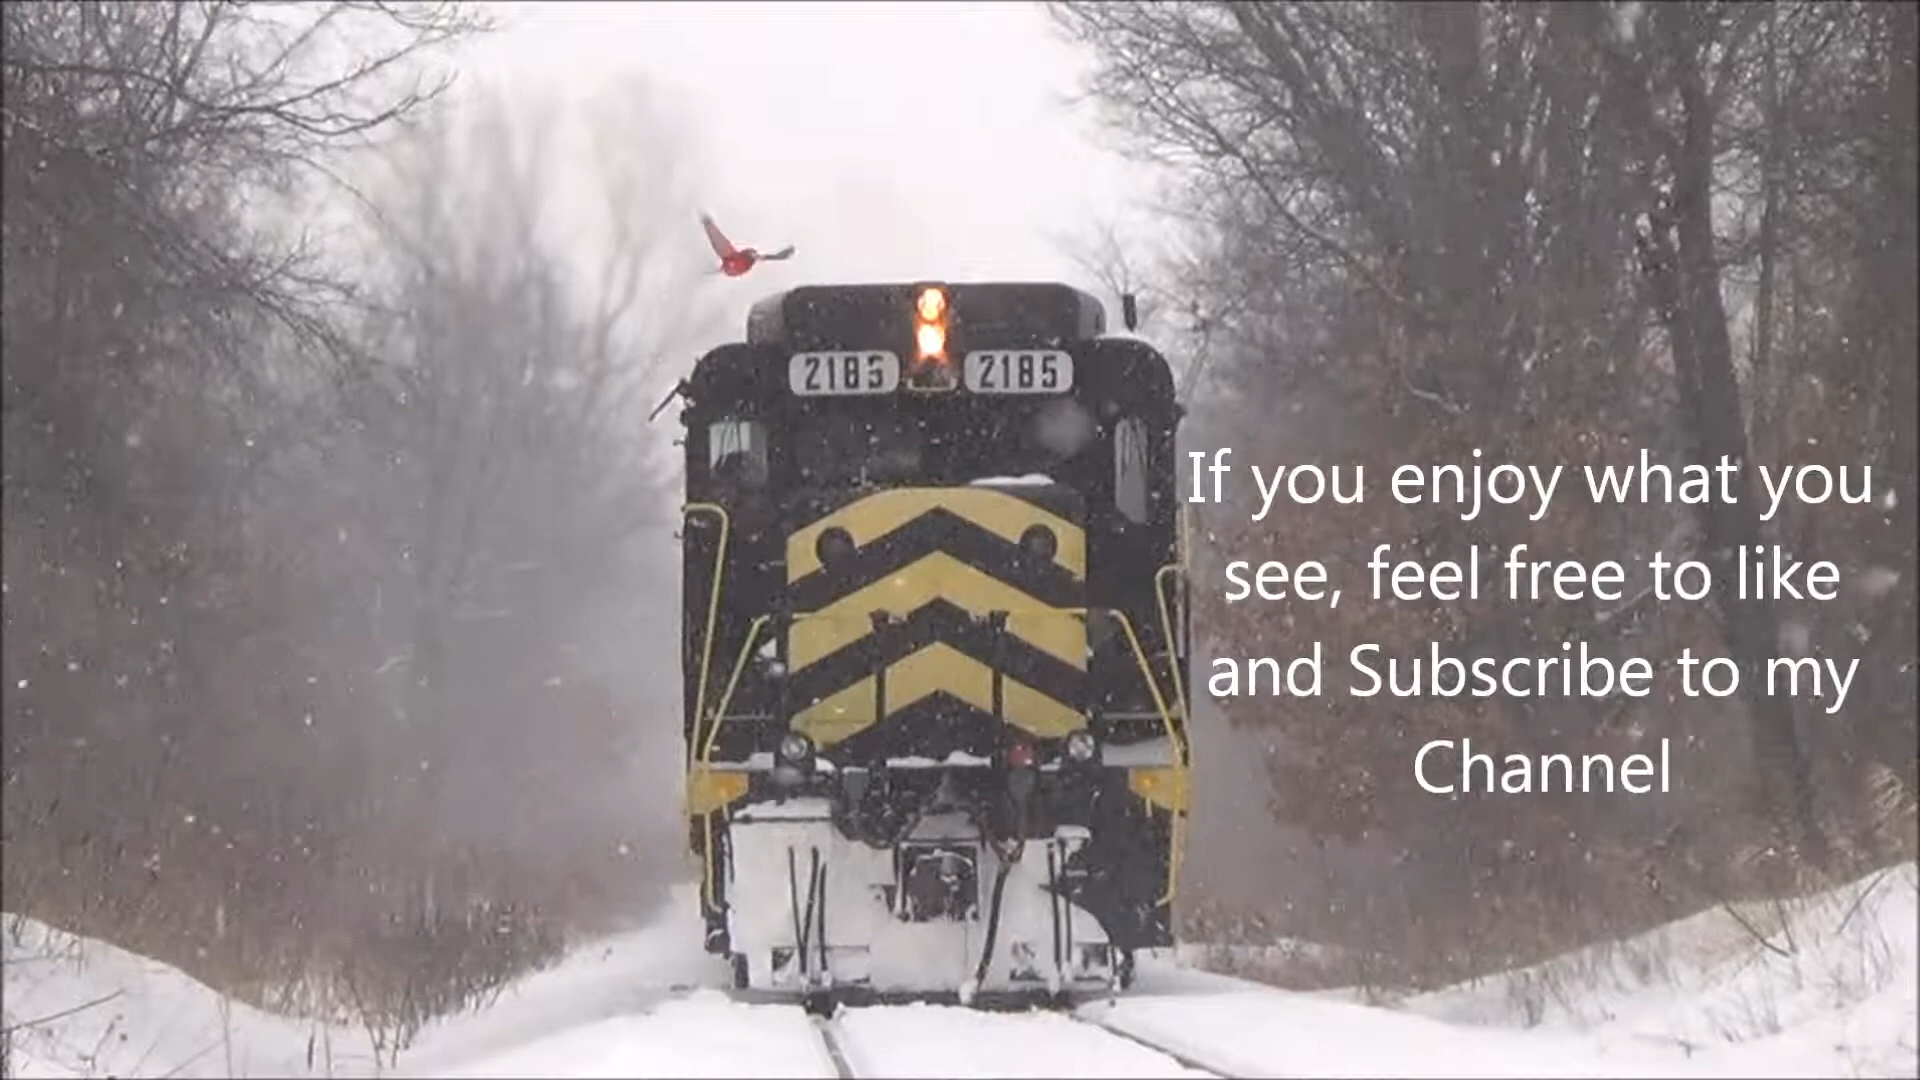 2185 2185
If you enjoy what you
see, feel free to like
and Subscribe to my
Channel